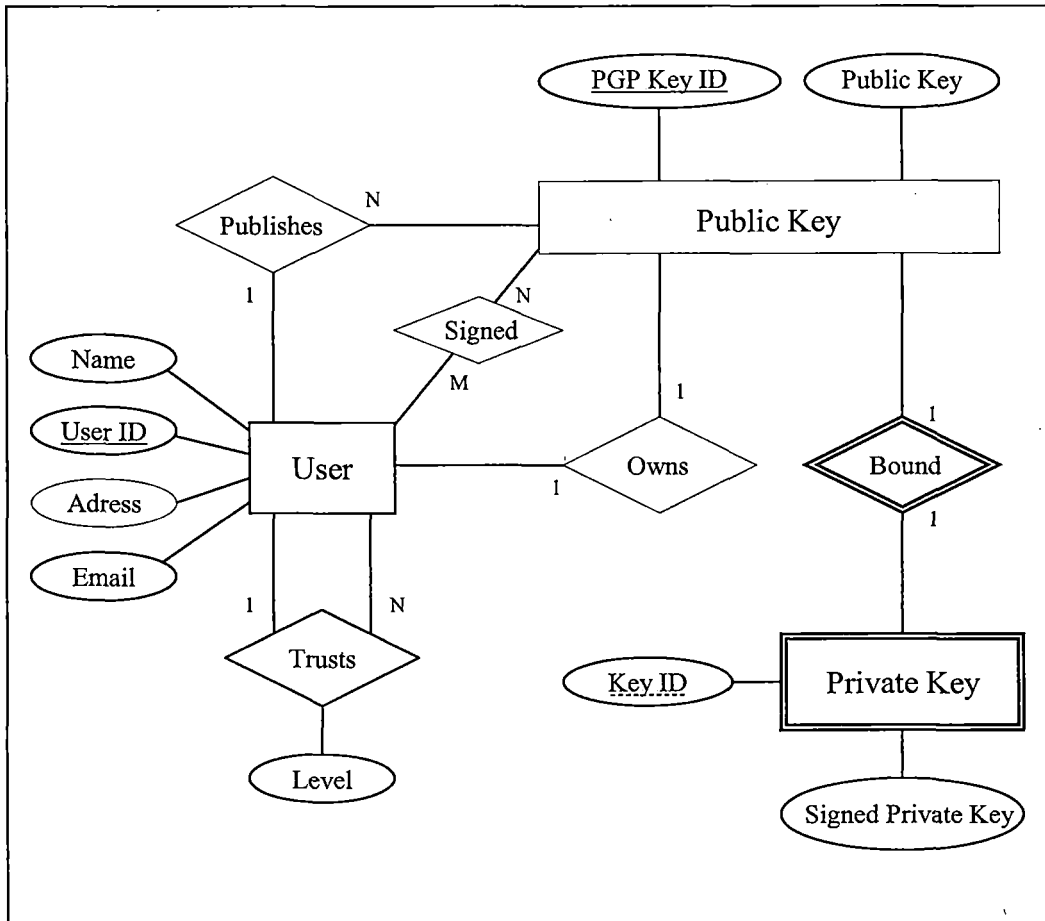 PGP Key ID
Public Key
N
Publishes
Public Key
1
N
Signed
M
Name
User ID
User
1
Owns
1
1
Bound
1
Adress
Email
1
N
Trusts
Key ID
Private Key
Level
Signed Private Key